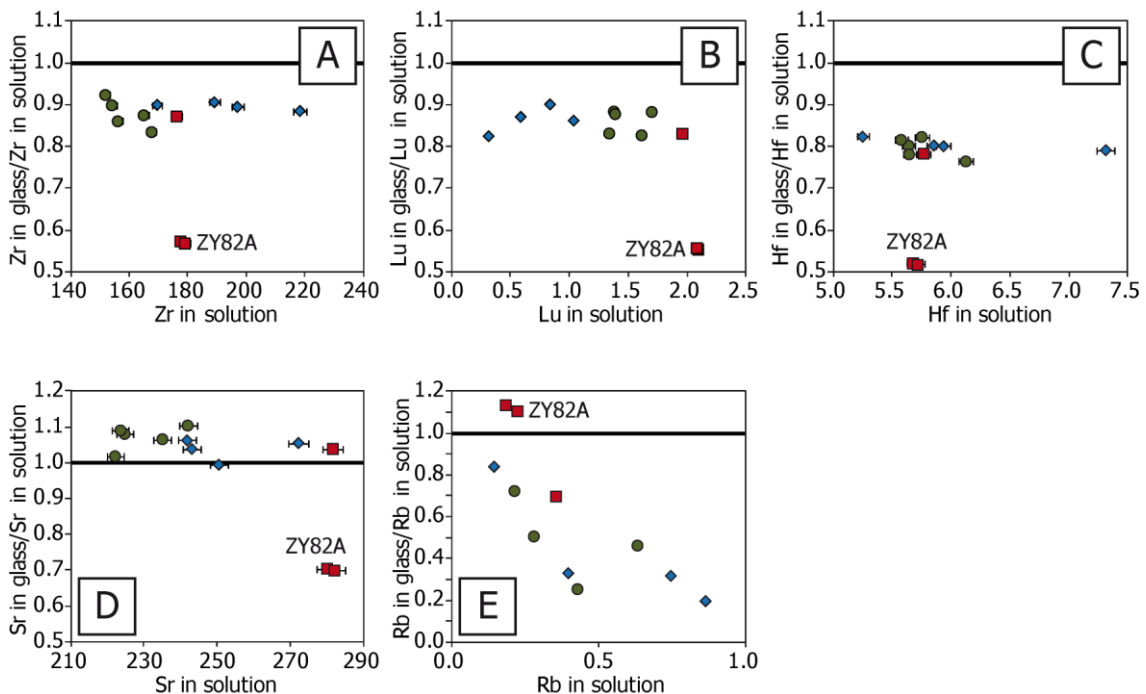 1.1
1.0
0.9
0.8
0.7
0.6
0.5
Zr in glass/Zr in solution
A
ZY82A
140 160 180 200 220 240
Zr in solution
1.1
1.0
0.9
0.8
0.7
0.6
0.5
Lu in glass/Lu in solution
B
ZY82A
0.0 0.5 1.0 1.5 2.0 2.5
Lu in solution
1.1
1.0
0.9
0.8
0.7
0.6
0.5
Hf in glass/Hf in solution
C
ZY82A
5.0 5.5 6.0 6.5 7.0 7.5
Hf in solution
1.2
1.1
1.0
0.9
0.8
0.7
0.6
0.5
Sr in glass/Sr in solution
ZY82A
D
210 230 250 270 290
Sr in solution
1.2
1.0
0.8
0.6
0.4
0.2
0.0
Rb in glass/Rb in solution
ZY82A
E
0.0 0.5 1.0
Rb in solution